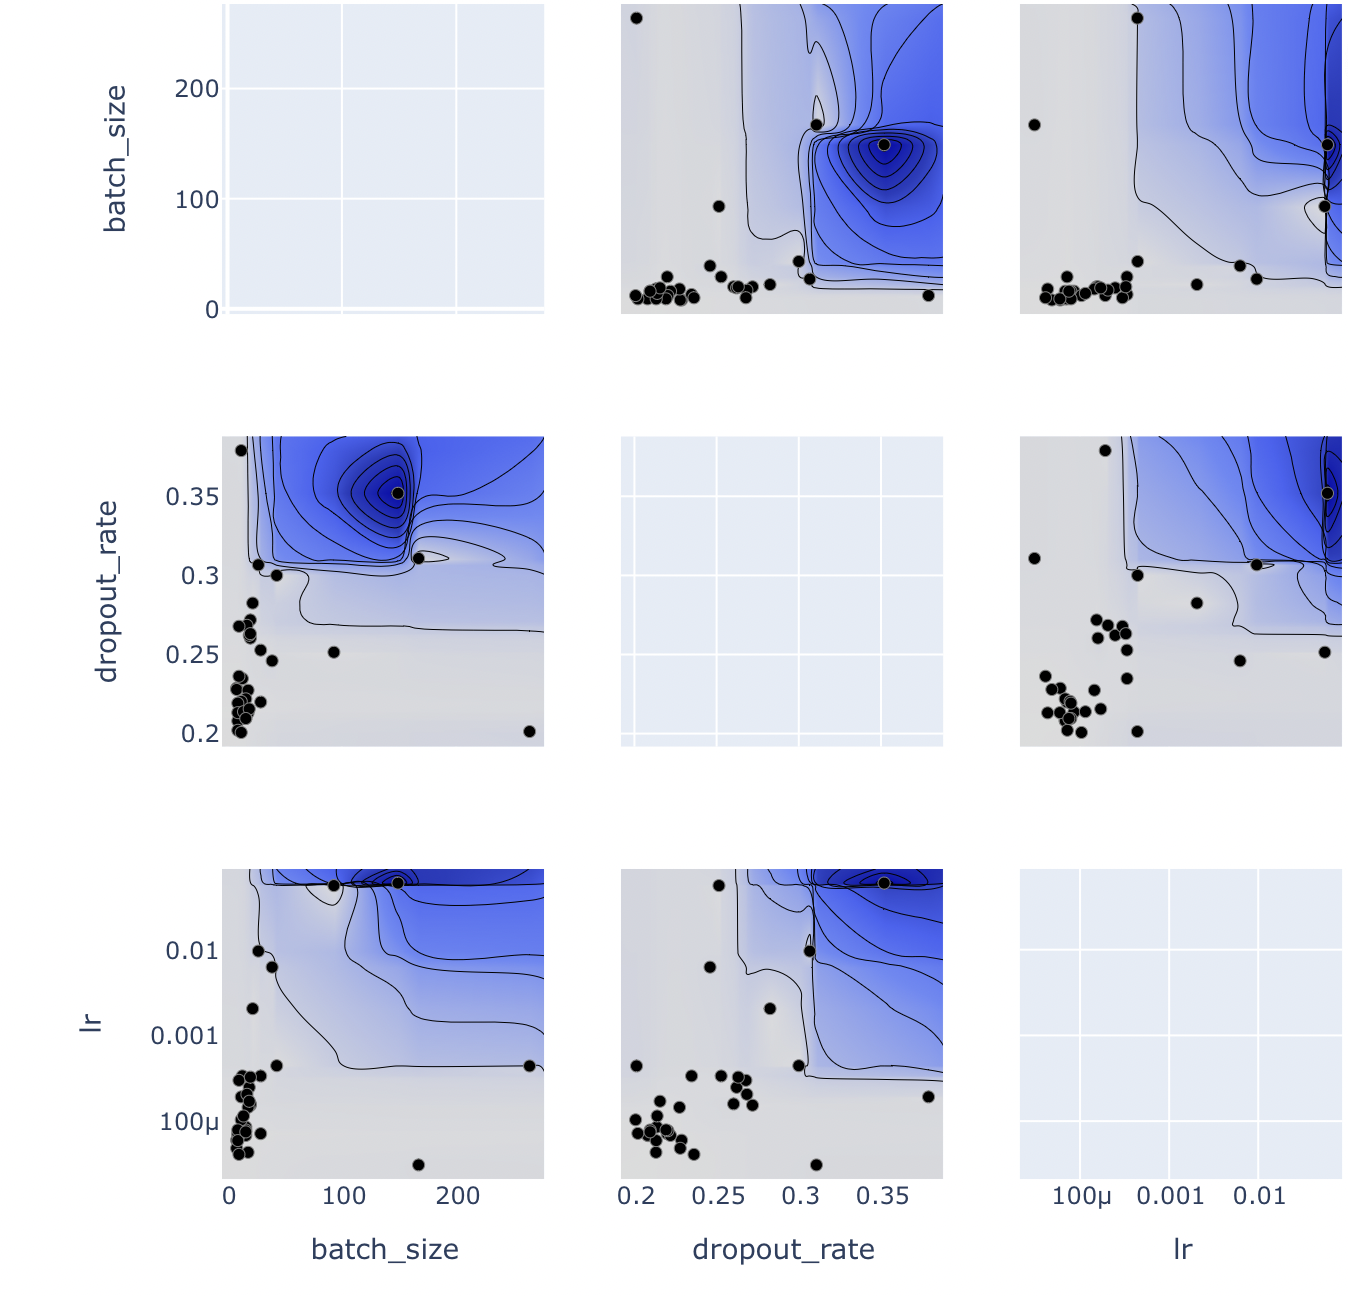 batch_size
200
100
0
dropout_rate
0.35
0.3
0.25
0.2
lr
0.01
0.001
100μ
0 100 200
0.2 0.25 0.3 0.35
100μ 0.001 0.01
batch_size dropout_rate lr